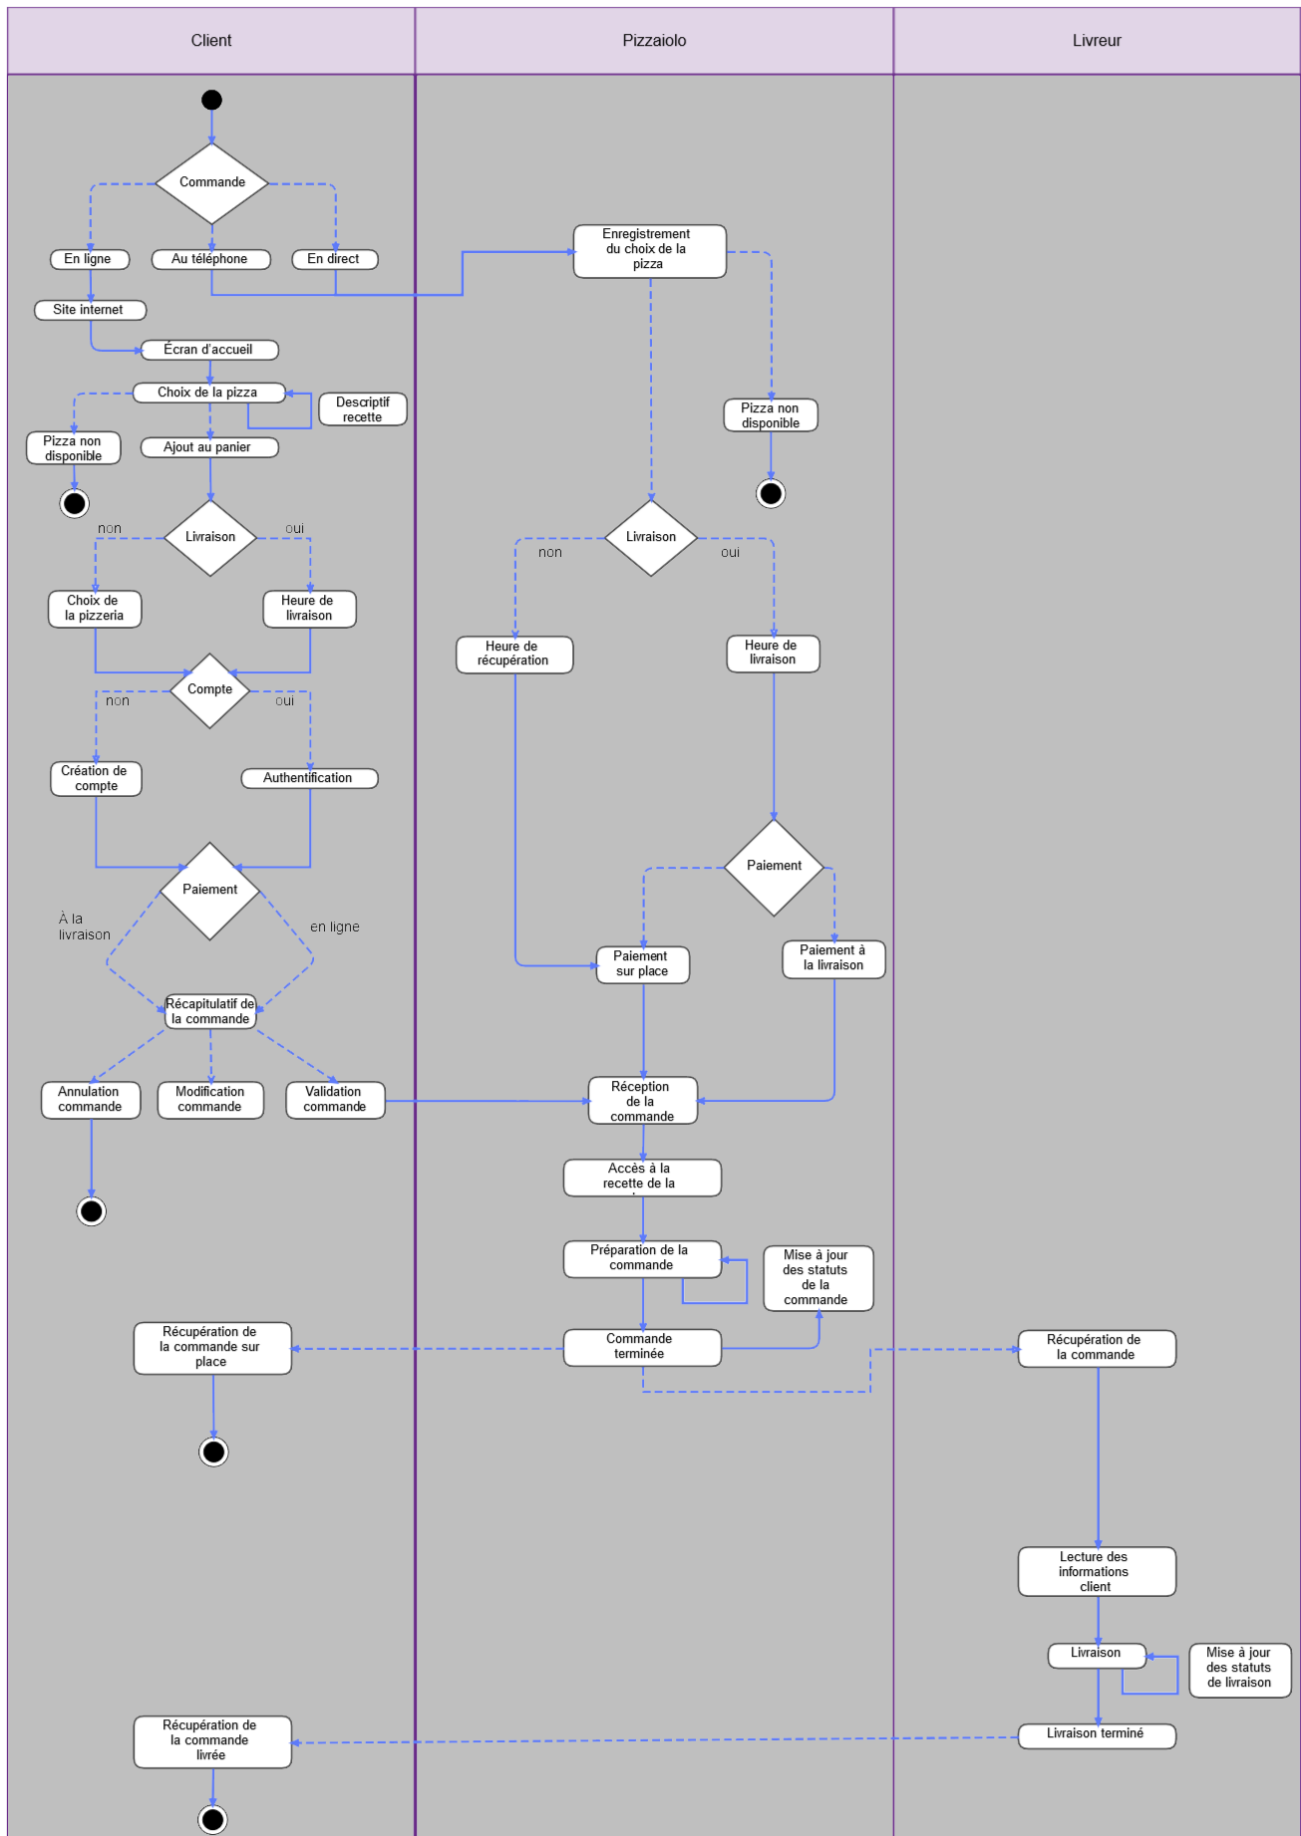 Client
Pizzaiolo
Livreur
Commande
En ligne
Au téléphone
En direct
Enregistrement
du choix de la
pizza
Site internet
Écran d'accueil
Choix de la pizza
Descriptif
recette
Pizza non
disponible
Ajout au panier
Pizza non
disponible
Livraison
non
oui
Livraison
non
oui
Choix de
la pizzeria
Heure de
livraison
Heure de
récupération
Heure de
livraison
Compte
non
oui
Création de
compte
Authentification
Paiement
À la
livraison
en ligne
Paiement
Paiement
sur place
Paiement à
la livraison
Récapitulatif de
la commande
Annulation
commande
Modification
commande
Validation
commande
Réception
de la
commande
Accès à la
recette de la
Préparation de la
commande
Mise à jour
des statuts
de la
commande
Commande
terminée
Récupération de
la commande sur
place
Récupération de
la commande
Lecture des
informations
client
Livraison
Mise à jour
des statuts
de livraison
Livraison terminé
Récupération de
la commande
livrée